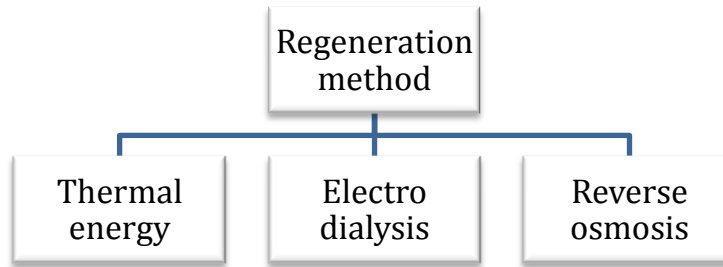 Regeneration
method
Thermal
energy
Electro
dialysis
Reverse
osmosis